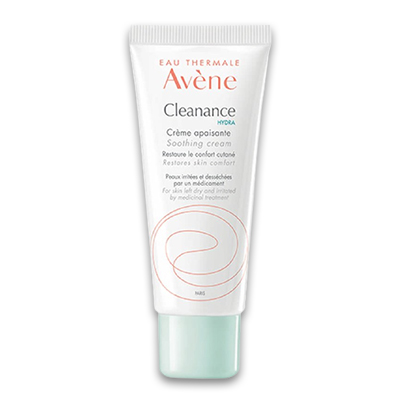 EAU THERMALE
Avène
Cleanance
HYDRA
Crème apaisante
Soothing cream
Restaure le confort cutané
Restores skin comfort
Peaux irritées et desséchées
par un médicament
For skin left dry and irritated
by medicinal treatment
PARIS